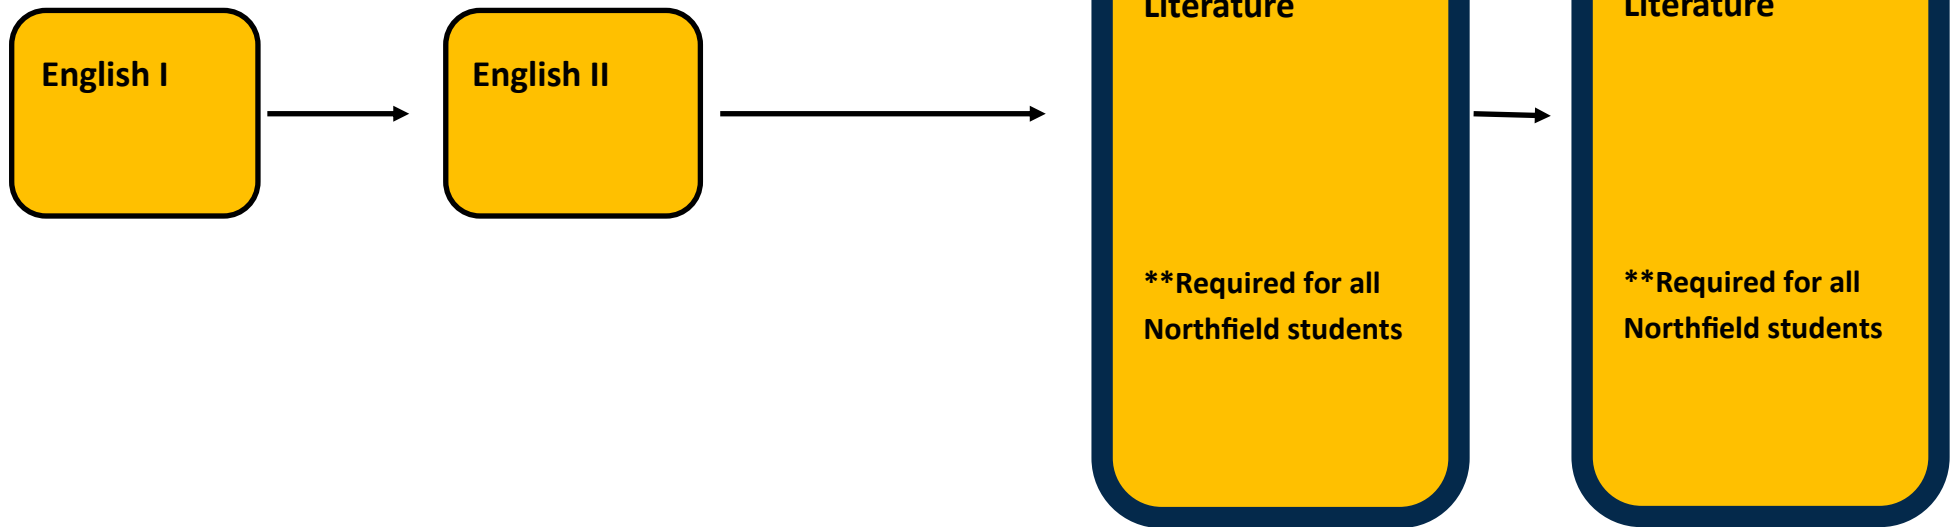 Literature
Literature
English I
English II
**Required for all
Northfield students
**Required for all
Northfield students